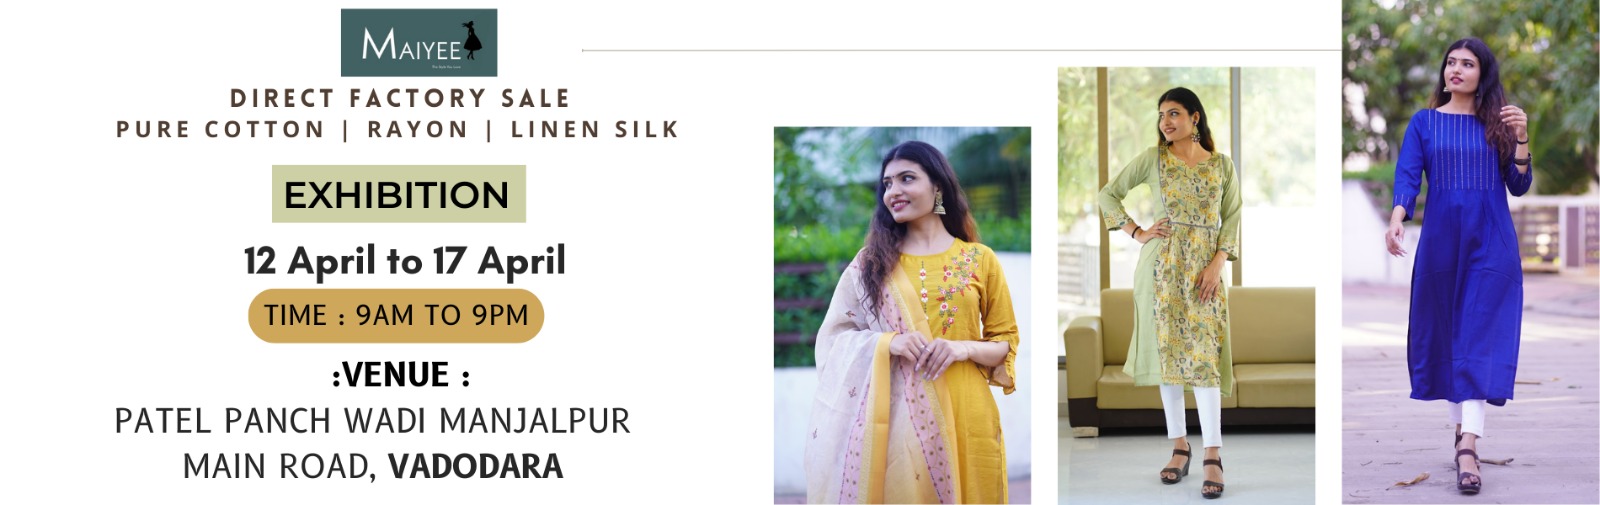 MAIYEE
DIRECT FACTORY SALE
PURE COTTON | RAYON | LINEN SILK
EXHIBITION
12 April to 17 April
TIME : 9AM TO 9PM
:VENUE :
PATEL PANCH WADI MANJALPUR
MAIN ROAD, VADODARA